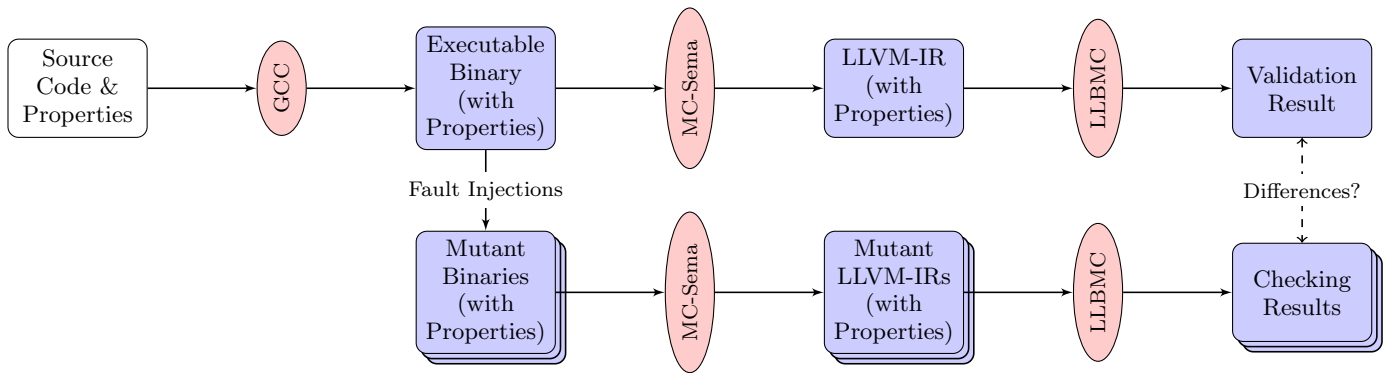 Source
Code &
Properties
GCC
Executable
Binary
(with
Properties)
MC-Sema
LLVM-IR
(with
Properties)
LLBMC
Validation
Result
Fault Injections
Differences?
Mutant
Binaries
(with
Properties)
MC-Sema
Mutant
LLVM-IRs
(with
Properties)
LLBMC
Checking
Results